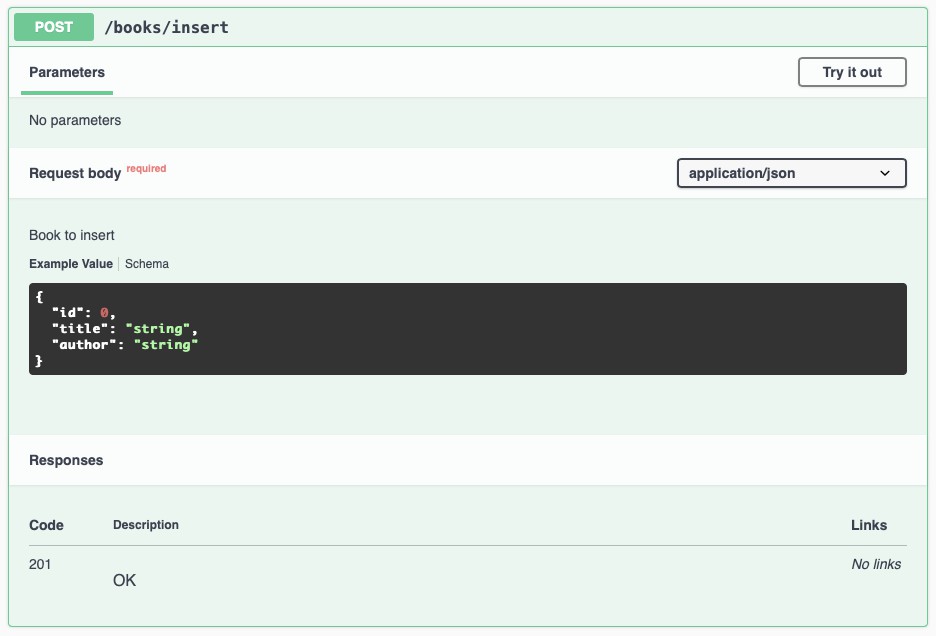 POST /books/insert
Parameters Try it out
No parameters
Request body required application/json
Book to insert
Example Value Schema
{
  "id": 0,
  "title": "string",
  "author": "string"
}
Responses
Code Description Links
201 No links
OK